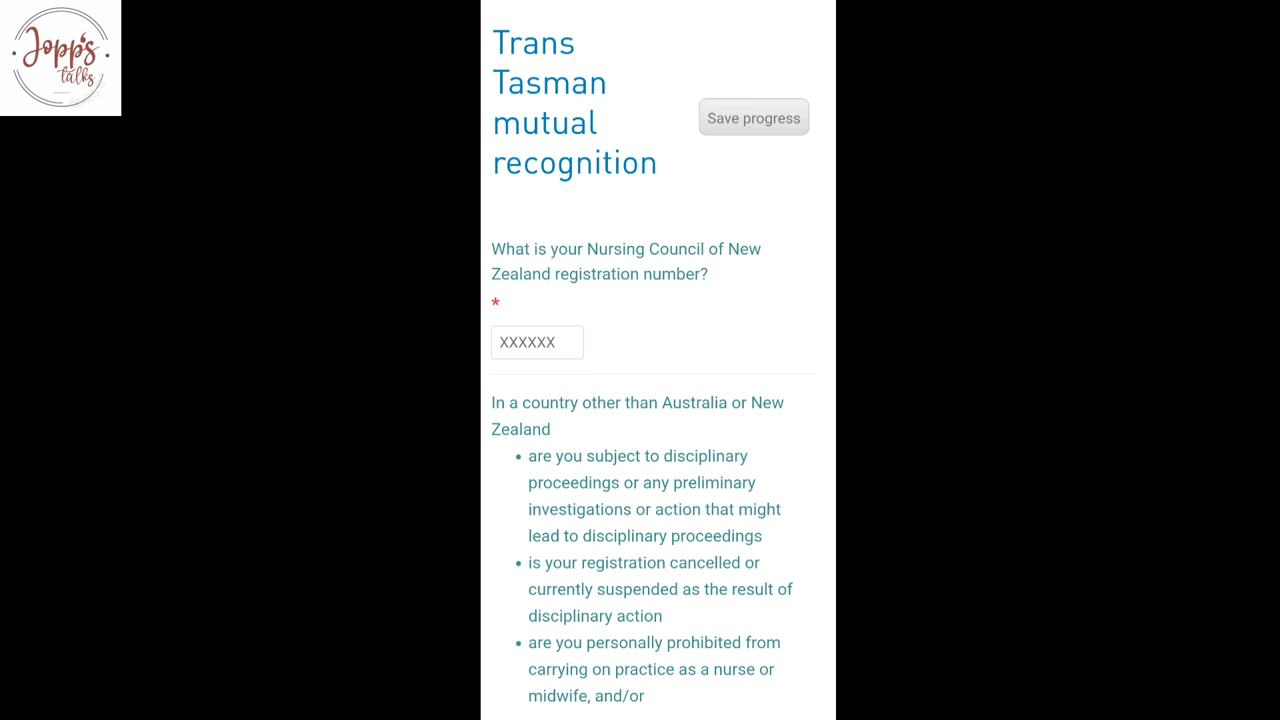 Jopp's
talks
Trans
Tasman
mutual
recognition
Save progress
What is your Nursing Council of New
Zealand registration number?
*
XXXXXX
In a country other than Australia or New
Zealand
• are you subject to disciplinary
proceedings or any preliminary
investigations or action that might
lead to disciplinary proceedings
• is your registration cancelled or
currently suspended as the result of
disciplinary action
• are you personally prohibited from
carrying on practice as a nurse or
midwife, and/or